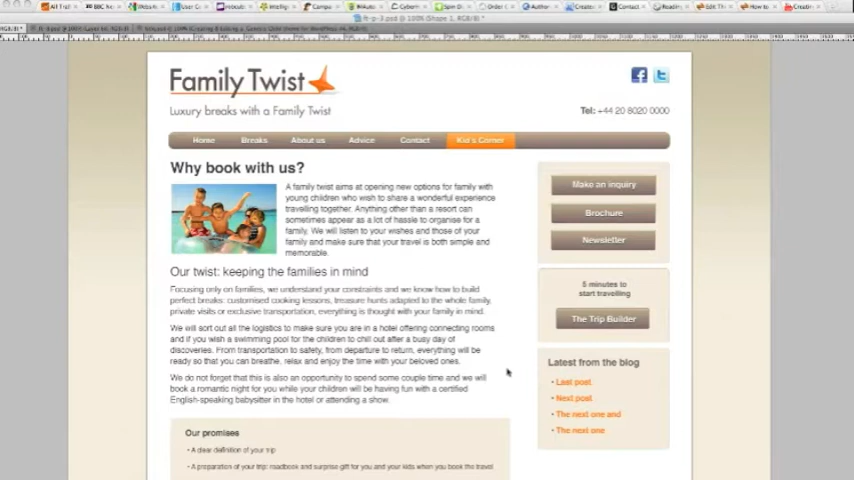 ft-p-3.psd @ 100% (Shape 1, RGB/8) *
Family Twist
Luxury breaks with a Family Twist
Tel: +44 20 8020 0000
Home
Breaks
About us
Advice
Contact
Kid's Corner
Why book with us?
A family twist aims at opening new options for family with
young children who wish to share a wonderful experience
travelling together. Anything other than a resort can
sometimes appear as a lot of hassle to organise for a
family. We will listen to your wishes and those of your
family and make sure that your travel is both simple and
memorable.
Our twist: keeping the families in mind
Focusing only on families, we understand your constraints and we know how to build
perfect breaks: customised cooking lessons, treasure hunts adapted to the whole family,
private visits or exclusive transportation, everything is thought with your family in mind.
We will sort out all the logistics to make sure you are in a hotel offering connecting rooms
and if you wish a swimming pool for the children to chill out after a busy day of
discoveries. From transportation to safety, from departure to return, everything will be
ready so that you can breathe, relax and enjoy the time with your beloved ones.
We do not forget that this is also an opportunity to spend some couple time and we will
book a romantic night for you while your children will be having fun with a certified
English-speaking babysitter in the hotel or attending a show.
Our promises
• A clear definition of your trip
• A preparation of your trip: roadbook and surprise gift for you and your kids when you book the travel
Make an inquiry
Brochure
Newsletter
5 minutes to
start travelling
The Trip Builder
Latest from the blog
• Last post
• Next post
• The next one and
• The next one